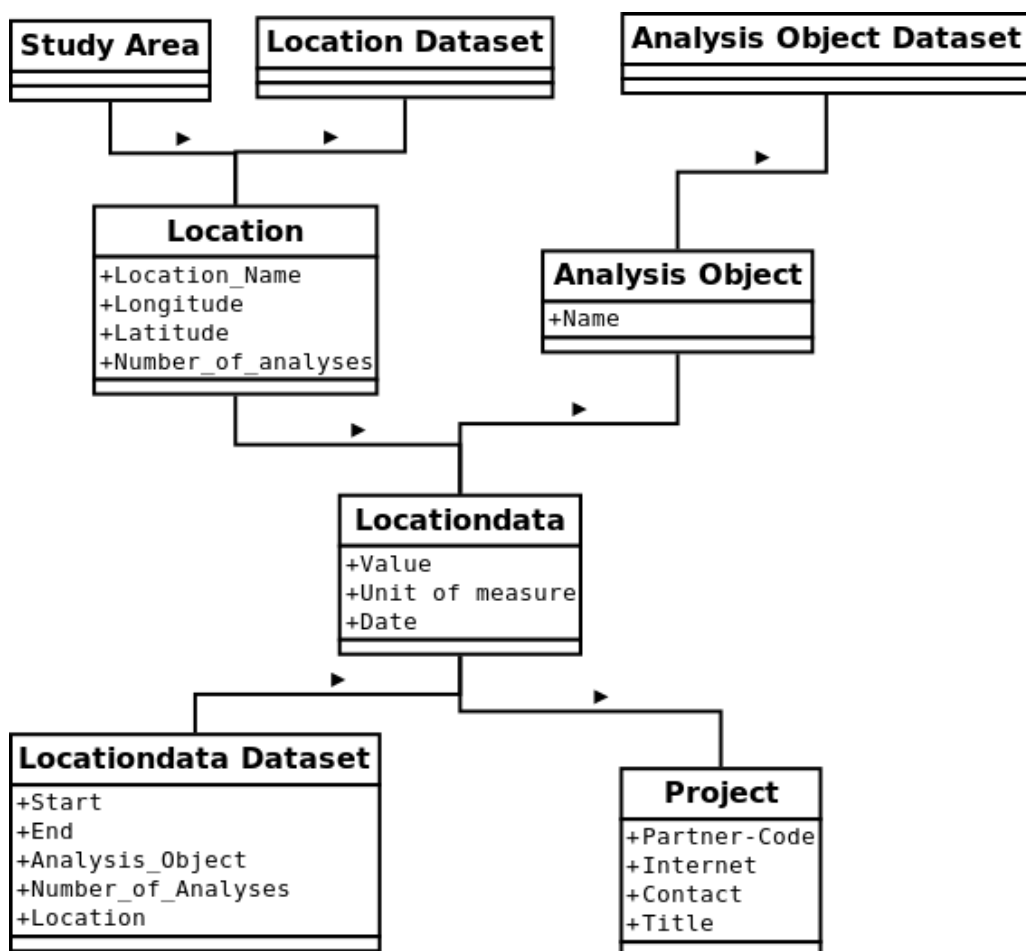 Study Area
Location Dataset
Analysis Object Dataset
Location
+Location_Name
+Longitude
+Latitude
+Number_of_analyses
Analysis Object
+Name
Locationdata
+Value
+Unit of measure
+Date
Locationdata Dataset
+Start
+End
+Analysis_Object
+Number_of_Analyses
+Location
Project
+Partner-Code
+Internet
+Contact
+Title